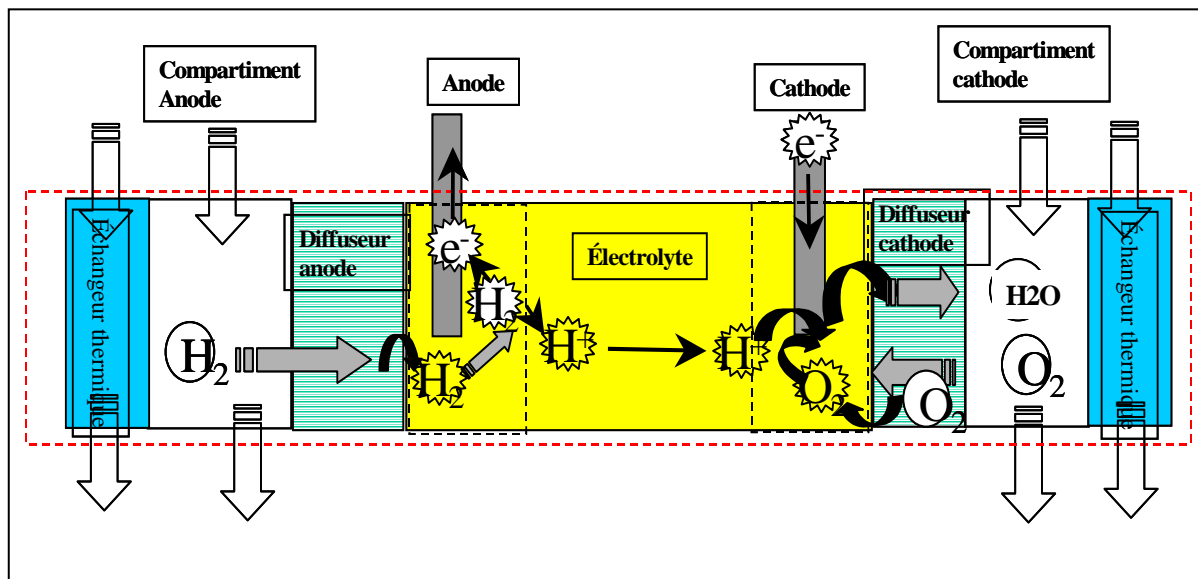 Compartiment
Anode
Anode
Cathode
Compartiment
cathode
e-
Échangeur thermique
Diffuseur
anode
Électrolyte
Diffuseur
cathode
Échangeur thermique
e-
H
H2O
H2
H2
H+
H+
O2
O2
O2